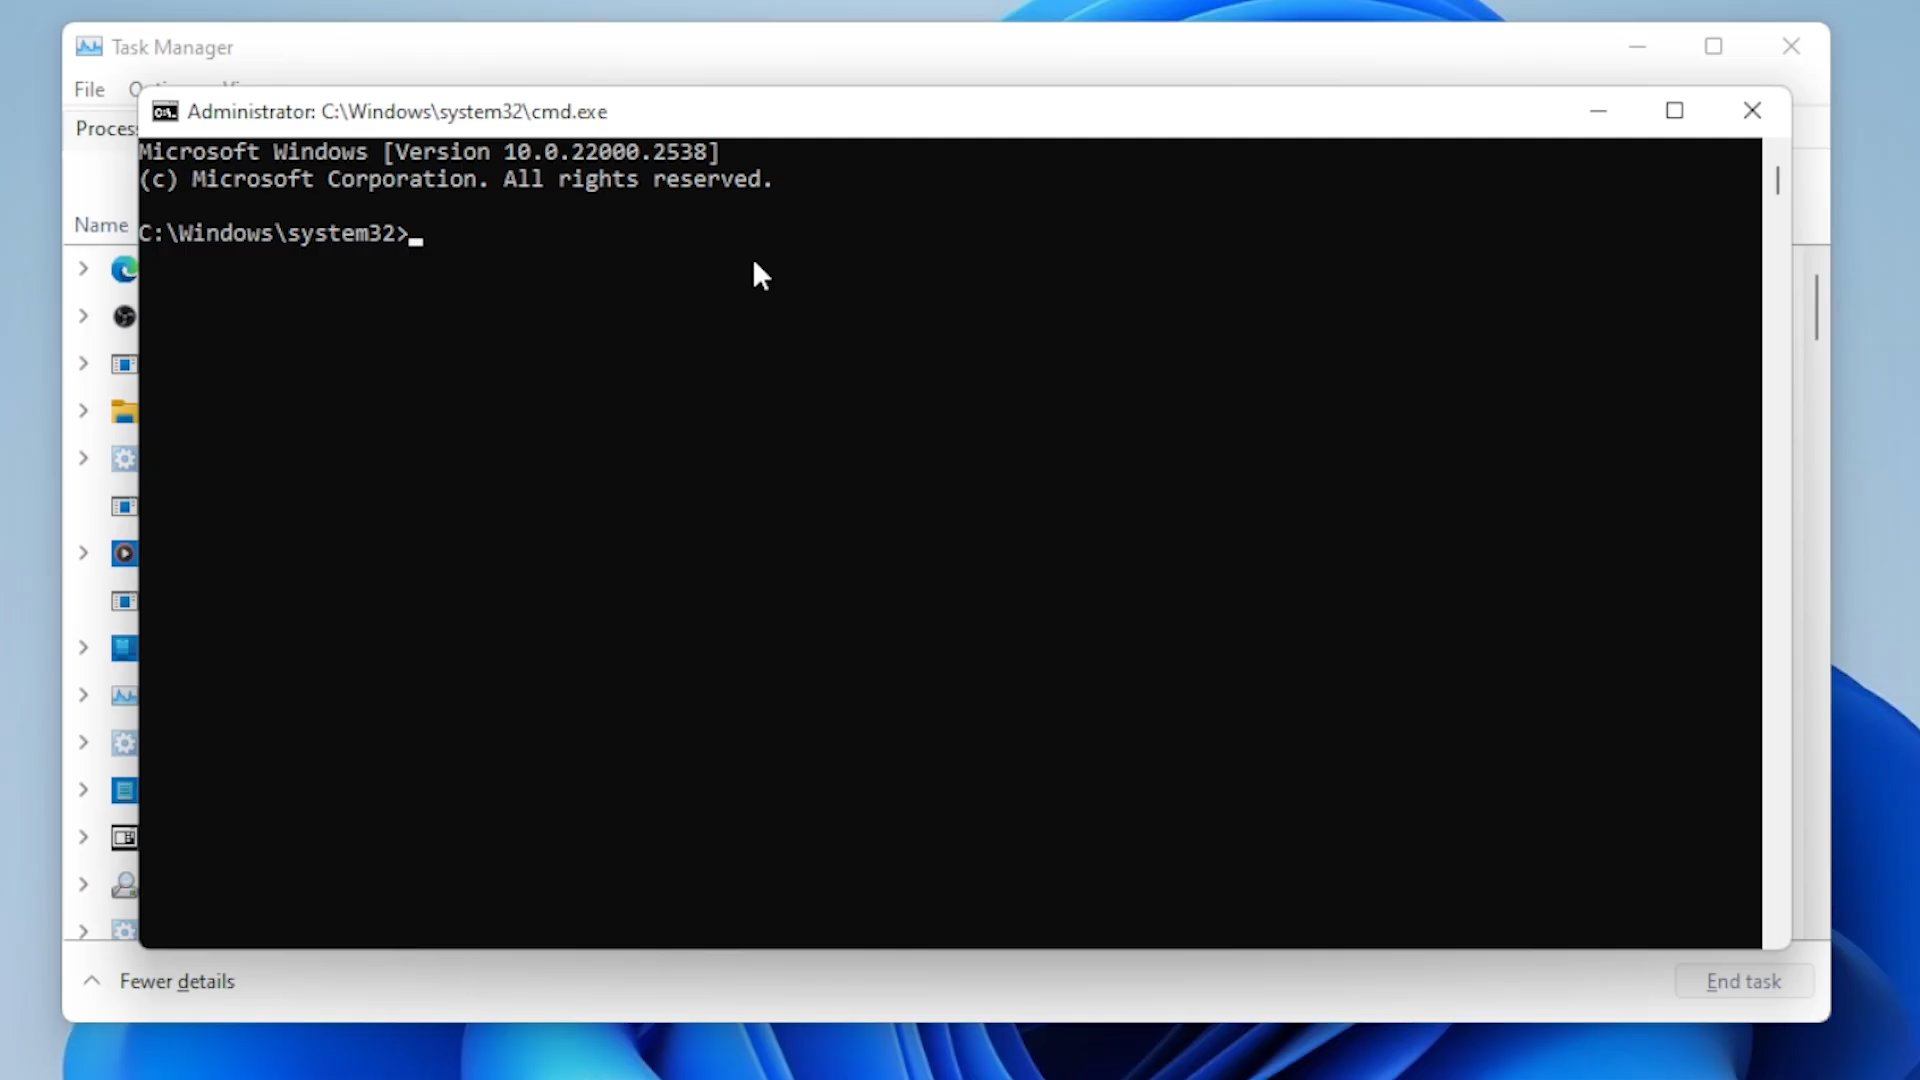 Task Manager
File
Administrator: C:\Windows\system32\cmd.exe
Microsoft Windows [Version 10.0.22000.2538]
(c) Microsoft Corporation. All rights reserved.
Name
C:\Windows\system32>
Fewer details
End task